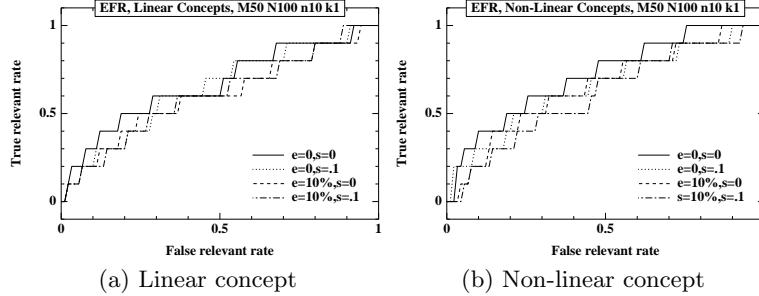 EFR, Linear Concepts, M50 N100 n10 k1
True relevant rate
1
0.5
0
e=0,s=0
e=0,s=.1
e=10%,s=0
e=10%,s=.1
0 0.5 1
False relevant rate
(a) Linear concept
EFR, Non-Linear Concepts, M50 N100 n10 k1
True relevant rate
1
0.5
0
e=0,s=0
e=0,s=.1
e=10%,s=0
s=10%,s=.1
0 0.5
False relevant rate
(b) Non-linear concept